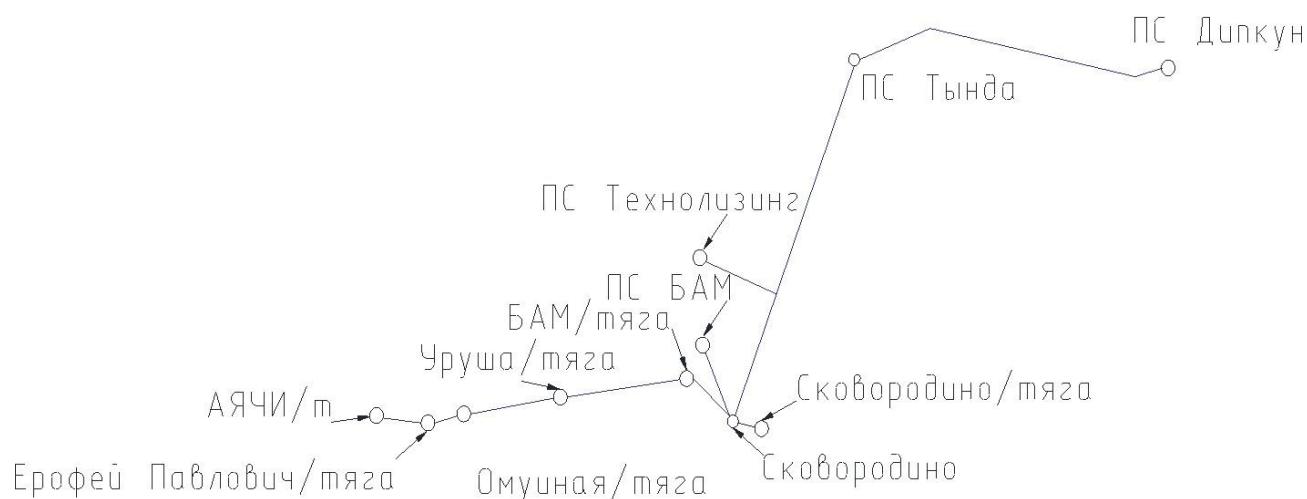 ПС Дипкун
ПС Тында
ПС Технолизинг
ПС БАМ
БАМ/тяга
Уруша/тяга
Сковородино/тяга
АЯЧИ/т
Сковородино
Ерофей Павлович/тяга
Омуиная/тяга